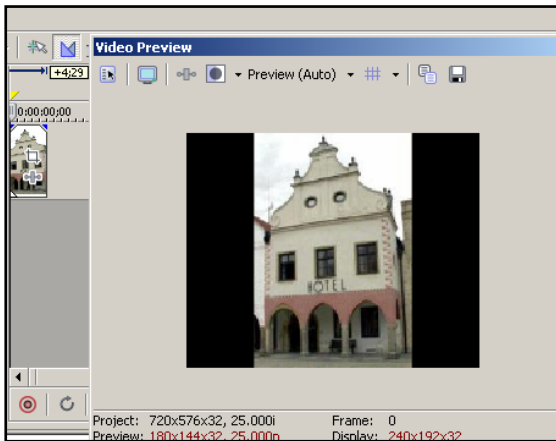 Video Preview
+4;29
Preview (Auto)
0:00:00;00
HOTEL
Project: 720x576x32, 25.000i Frame: 0
Preview: 180x144x32, 25.000p Display: 240x192x32